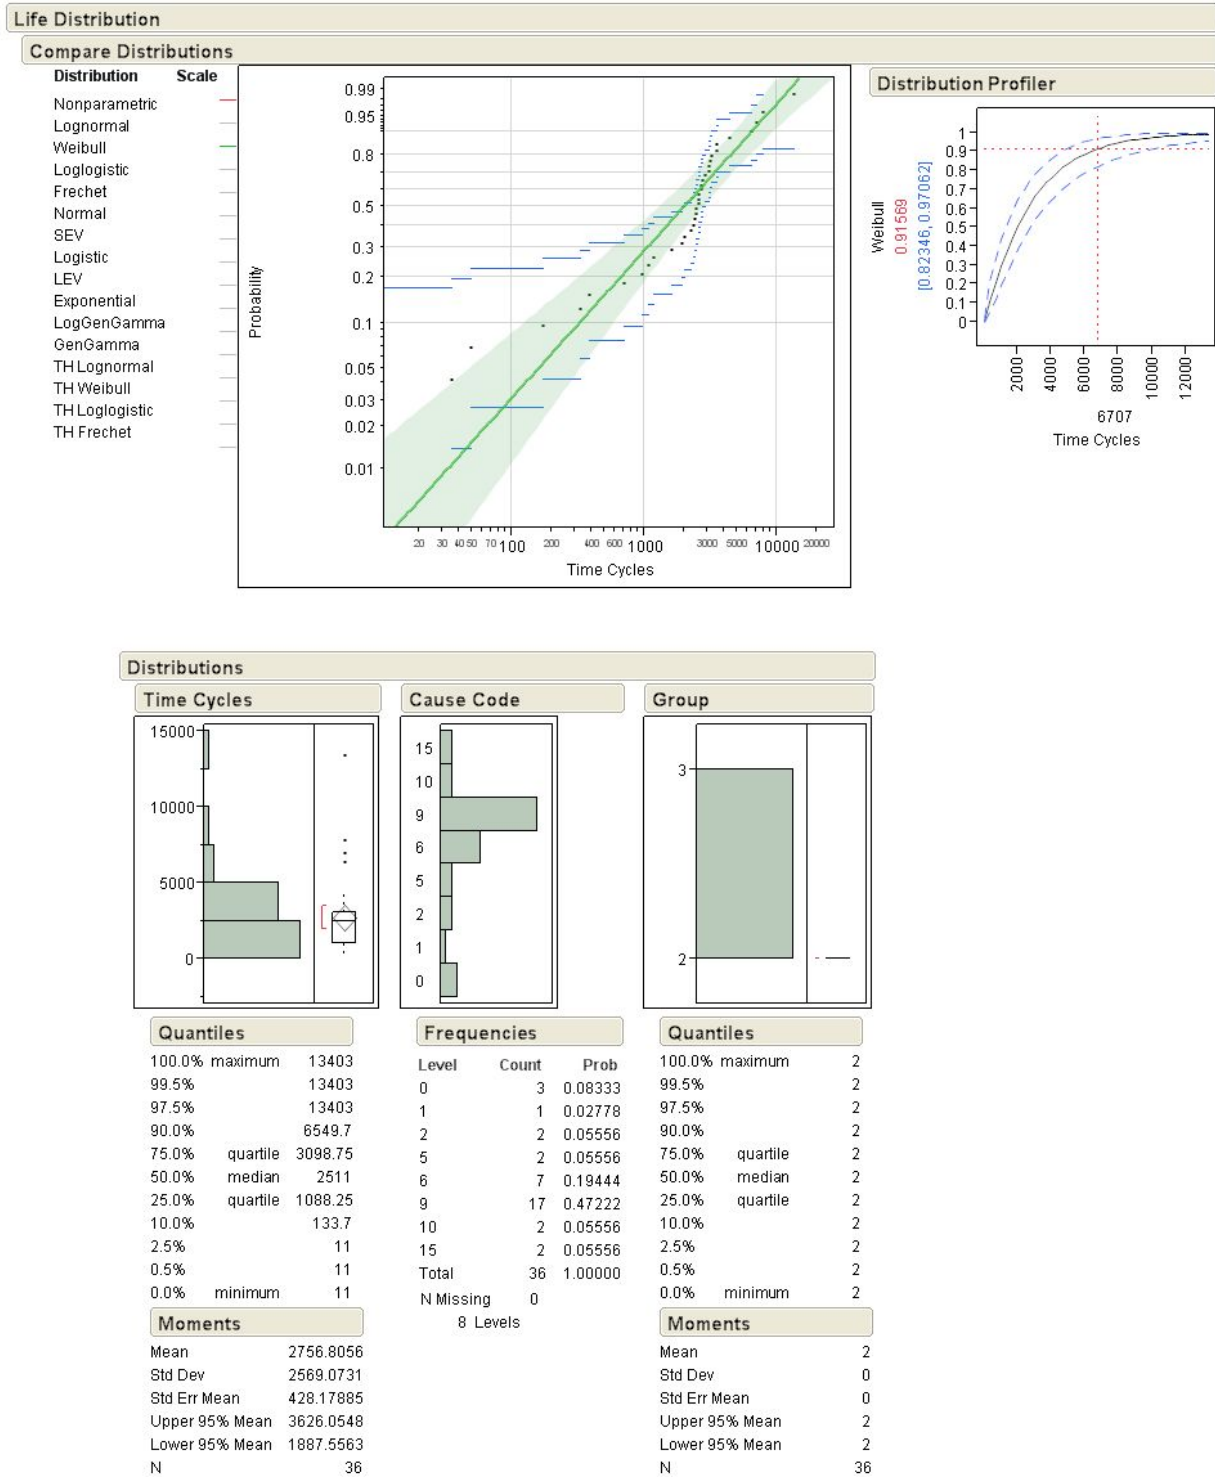 Life Distribution
Compare Distributions
Distribution Scale
Nonparametric
Lognormal
Weibull
Loglogistic
Frechet
Normal
SEV
Logistic
LEV
Exponential
LogGenGamma
GenGamma
TH Lognormal
TH Weibull
TH Loglogistic
TH Frechet
Probability
0.99
0.95
0.8
0.5
0.3
0.2
0.1
0.05
0.03
0.02
0.01
20 30 40 50 70 100 200 400 600 1000 3000 5000 10000 20000
Time Cycles
Distribution Profiler
Weibull
0.91569
[0.82346, 0.97062]
1
0.9
0.8
0.7
0.6
0.5
0.4
0.3
0.2
0.1
0
2000 4000 6000 8000 10000 12000
6707
Time Cycles
Distributions
Time Cycles
15000
10000
5000
0
Quantiles
100.0% maximum 13403
99.5% 13403
97.5% 13403
90.0% 6549.7
75.0% quartile 3098.75
50.0% median 2511
25.0% quartile 1088.25
10.0% 133.7
2.5% 11
0.5% 11
0.0% minimum 11
Moments
Mean 2756.8056
Std Dev 2569.0731
Std Err Mean 428.17885
Upper 95% Mean 3626.0548
Lower 95% Mean 1887.5563
N 36
Cause Code
15
10
9
6
5
2
1
0
Frequencies
Level Count Prob
0 3 0.08333
1 1 0.02778
2 2 0.05556
5 2 0.05556
6 7 0.19444
9 17 0.47222
10 2 0.05556
15 2 0.05556
Total 36 1.00000
N Missing 0
8 Levels
Group
3
2
Quantiles
100.0% maximum 2
99.5% 2
97.5% 2
90.0% 2
75.0% quartile 2
50.0% median 2
25.0% quartile 2
10.0% 2
2.5% 2
0.5% 2
0.0% minimum 2
Moments
Mean 2
Std Dev 0
Std Err Mean 0
Upper 95% Mean 2
Lower 95% Mean 2
N 36